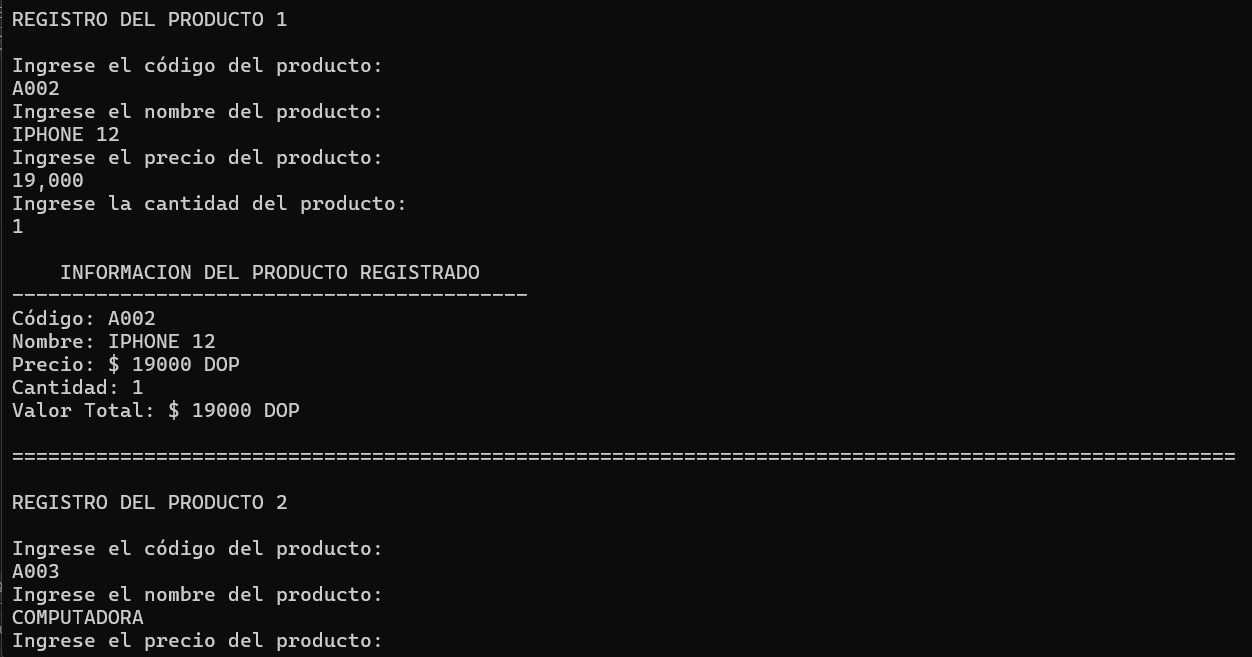 REGISTRO DEL PRODUCTO 1
Ingrese el código del producto:
A002
Ingrese el nombre del producto:
IPHONE 12
Ingrese el precio del producto:
19,000
Ingrese la cantidad del producto:
1
INFORMACION DEL PRODUCTO REGISTRADO
-------------------------------------------
Código: A002
Nombre: IPHONE 12
Precio: $ 19000 DOP
Cantidad: 1
Valor Total: $ 19000 DOP
======================================================================================================
REGISTRO DEL PRODUCTO 2
Ingrese el código del producto:
A003
Ingrese el nombre del producto:
COMPUTADORA
Ingrese el precio del producto: